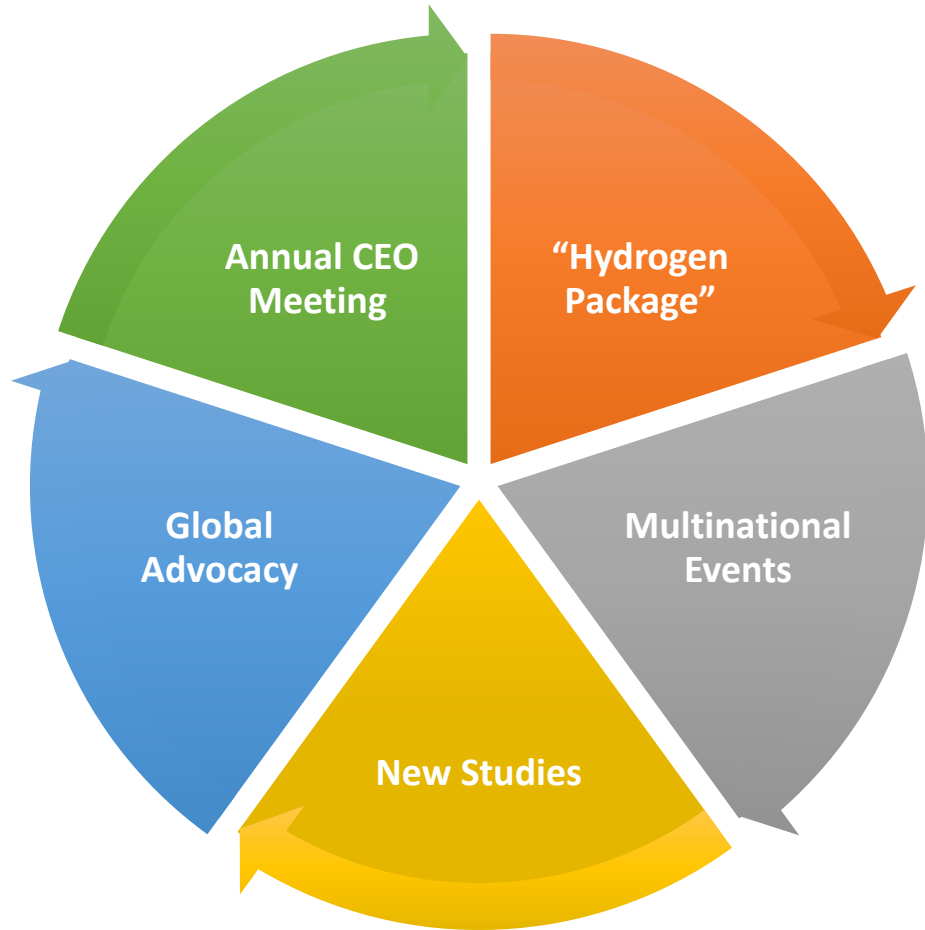 Annual CEO
Meeting
“Hydrogen
Package”
Global
Advocacy
Multinational
Events
New Studies